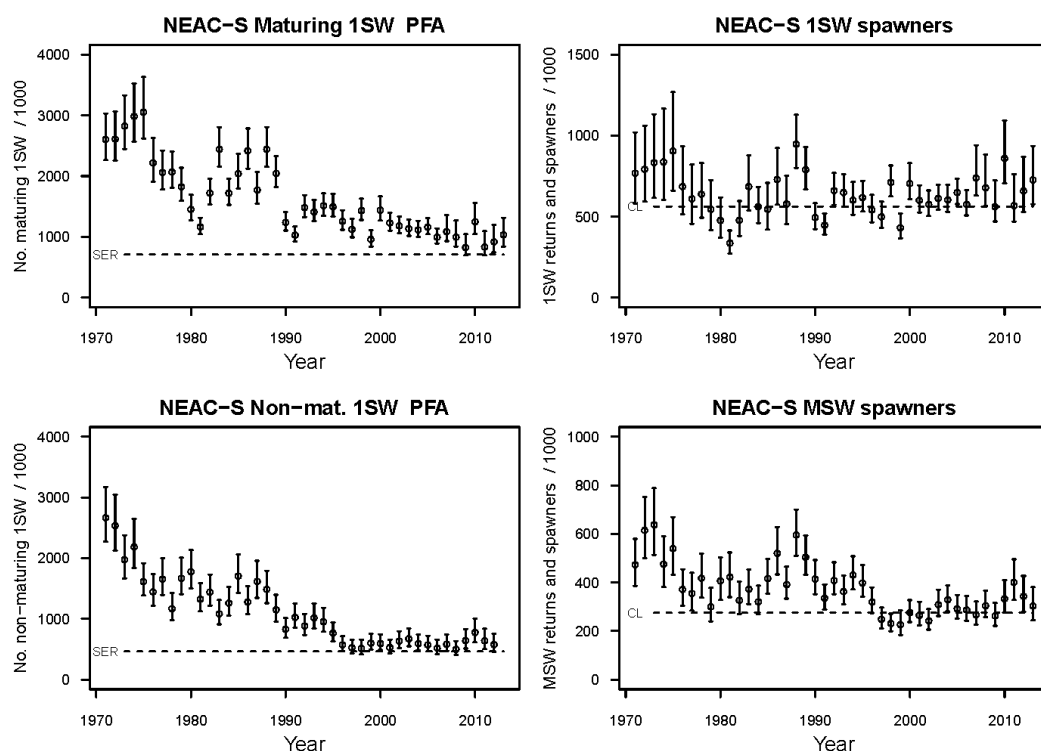 NEAC−S Maturing 1SW PFA
No. maturing 1SW / 1000
4000
3000
2000
1000
0
SER
1970 1980 1990 2000 2010
Year
NEAC−S 1SW spawners
1SW returns and spawners / 1000
1500
1000
500
0
CL
1970 1980 1990 2000 2010
Year
NEAC−S Non−mat. 1SW PFA
No. non−maturing 1SW / 1000
4000
3000
2000
1000
0
SER
1970 1980 1990 2000 2010
Year
NEAC−S MSW spawners
MSW returns and spawners / 1000
1000
800
600
400
200
0
CL
1970 1980 1990 2000 2010
Year